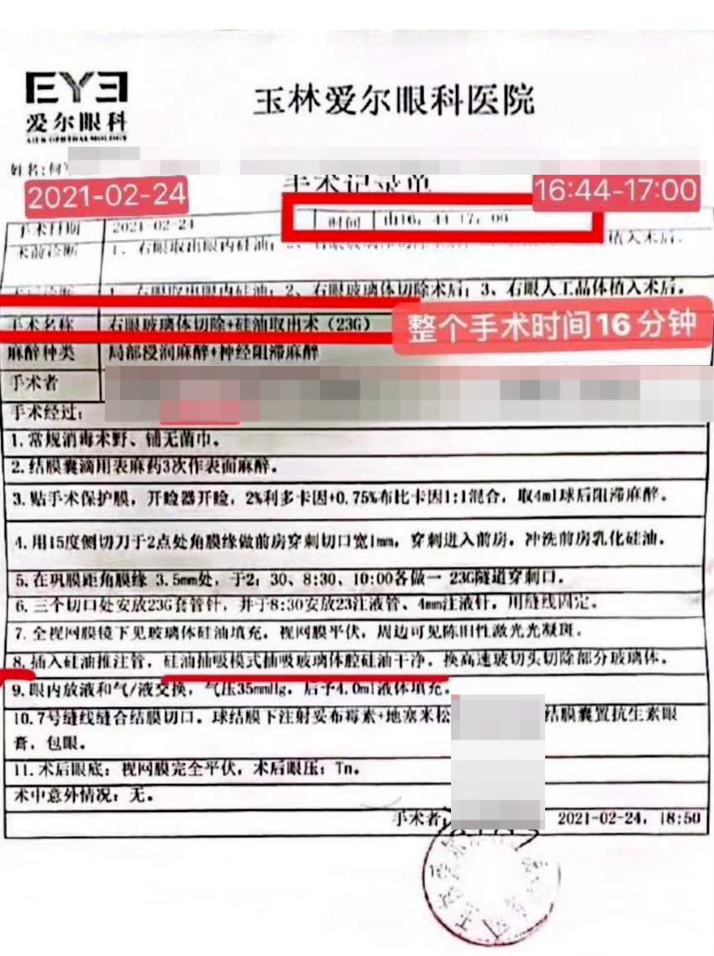 EYE
爱尔眼科
AIER OPHTHALMOLOGY
玉林爱尔眼科医院
姓名:何
手术记录单
2021-02-24
16:44-17:00
手术日期 2021-02-24 时间 由16:44-17:00
术前诊断 1、右眼取出眼内硅油; 植入术后。
1、右眼取出眼内硅油;2、右眼玻璃体切除术后;3、右眼人工晶体植入术后。
手术名称 右眼玻璃体切除+硅油取出术(23G)
整个手术时间16分钟
麻醉种类 局部浸润麻醉+神经阻滞麻醉
手术者
手术经过:
1.常规消毒术野、铺无菌巾。
2.结膜囊滴用表麻药3次作表面麻醉。
3.贴手术保护膜,开睑器开睑,2%利多卡因+0.75%布比卡因1:1混合,取4ml球后阻滞麻醉。
4.用15度侧切刀于2点处角膜缘做前房穿刺切口宽1mm,穿刺进入前房,冲洗前房乳化硅油。
5.在巩膜距角膜缘 3.5mm处,于2:30、8:30、10:00各做一 23G隧道穿刺口。
6.三个切口处安放23G套管针,并于8:30安放23注液管、4mm注液针,用缝线固定。
7.全视网膜镜下见玻璃体硅油填充,视网膜平伏,周边可见陈旧性激光光凝斑。
8.插入硅油推注管,硅油抽吸模式抽吸玻璃体腔硅油干净。换高速玻切头切除部分玻璃体。
9.眼内放液和气/液交换,气压35mmHg,后予4.0ml液体填充。
10.7号缝线缝合结膜切口。球结膜下注射妥布霉素+地塞米松 结膜囊置抗生素眼
膏,包眼。
11.术后眼底:视网膜完全平伏,术后眼压:Tn。
术中意外情况:无。
手术者: 2021-02-24, 18:50